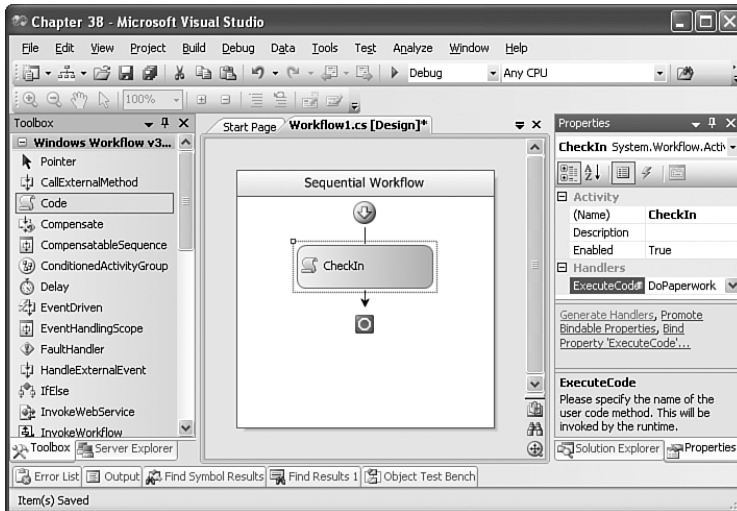 Chapter 38 - Microsoft Visual Studio
File Edit View Project Build Debug Data Tools Test Analyze Window Help
Debug Any CPU
100%
Toolbox
Windows Workflow v3...
Pointer
CallExternalMethod
Code
Compensate
CompensatableSequence
ConditionedActivityGroup
Delay
EventDriven
EventHandlingScope
FaultHandler
HandleExternalEvent
IfElse
InvokeWebService
InvokeWorkflow
Toolbox Server Explorer
Start Page Workflow1.cs [Design]*
Sequential Workflow
CheckIn
Properties
CheckIn System.Workflow.Activ
Activity
(Name) CheckIn
Description
Enabled True
Handlers
ExecuteCode DoPaperwork
Generate Handlers, Promote
Bindable Properties, Bind
Property 'ExecuteCode'...
ExecuteCode
Please specify the name of the
user code method. This will be
invoked by the runtime.
Solution Explorer Properties
Error List Output Find Symbol Results Find Results 1 Object Test Bench
Item(s) Saved